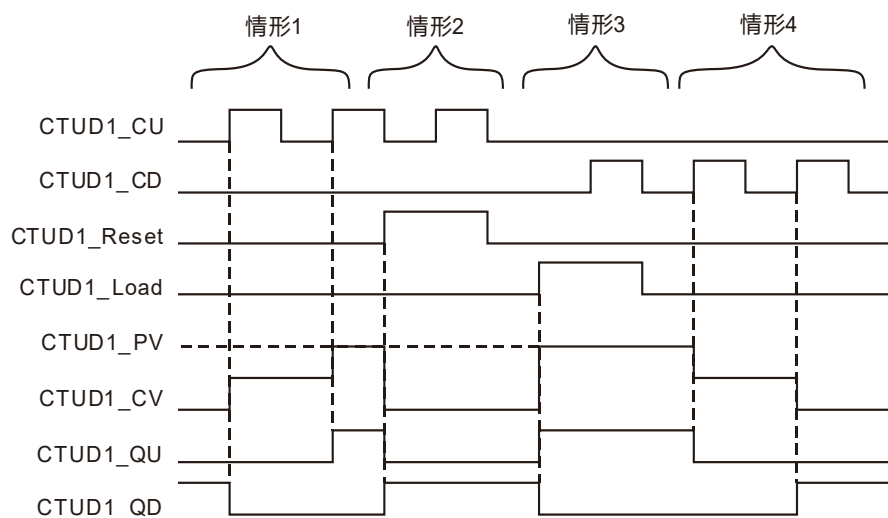 情形1 情形2 情形3 情形4
CTUD1_CU
CTUD1_CD
CTUD1_Reset
CTUD1_Load
CTUD1_PV
CTUD1_CV
CTUD1_QU
CTUD1_QD